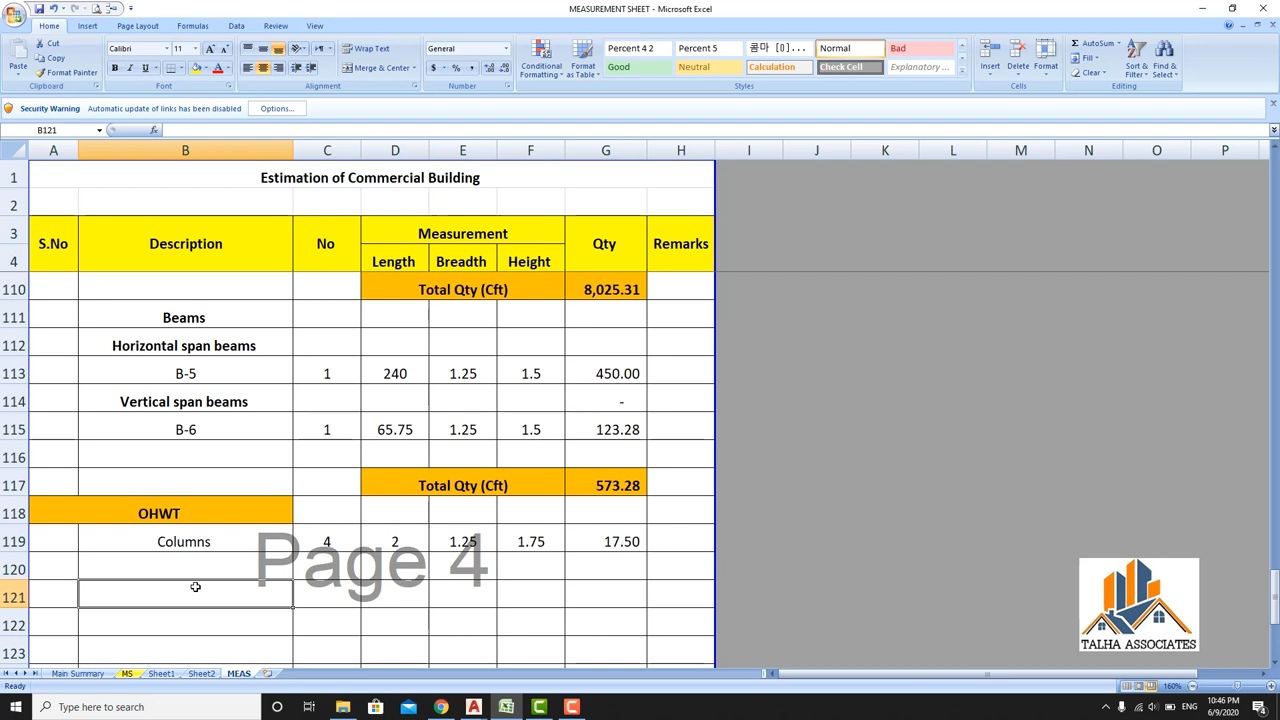 MEASUREMENT SHEET - Microsoft Excel
Home Insert Page Layout Formulas Data Review View
Cut Calibri 11 Wrap Text General Percent 4 2 Percent 5 콤마 [0]... Normal Bad AutoSum
Copy Fill
Paste Format Painter Merge & Center Conditional Formatting Format as Table Good Neutral Calculation Check Cell Explanatory ... Insert Delete Format Clear Sort & Filter Find & Select
Clipboard Font Alignment Number Styles Cells Editing
Security Warning Automatic update of links has been disabled Options...
B121 fx
A B C D E F G H I J K L M N O P
1 Estimation of Commercial Building
2
3 S.No Description No Measurement Qty Remarks
4 Length Breadth Height
110 Total Qty (Cft) 8,025.31
111 Beams
112 Horizontal span beams
113 B-5 1 240 1.25 1.5 450.00
114 Vertical span beams -
115 B-6 1 65.75 1.25 1.5 123.28
116
117 Total Qty (Cft) 573.28
118 OHWT
119 Columns 4 2 1.25 1.75 17.50
Page 4
120
121
122
123
TALHA ASSOCIATES
Main Summary MS Sheet1 Sheet2 MEAS
Ready 160%
Type here to search ENG 10:46 PM
6/9/2020